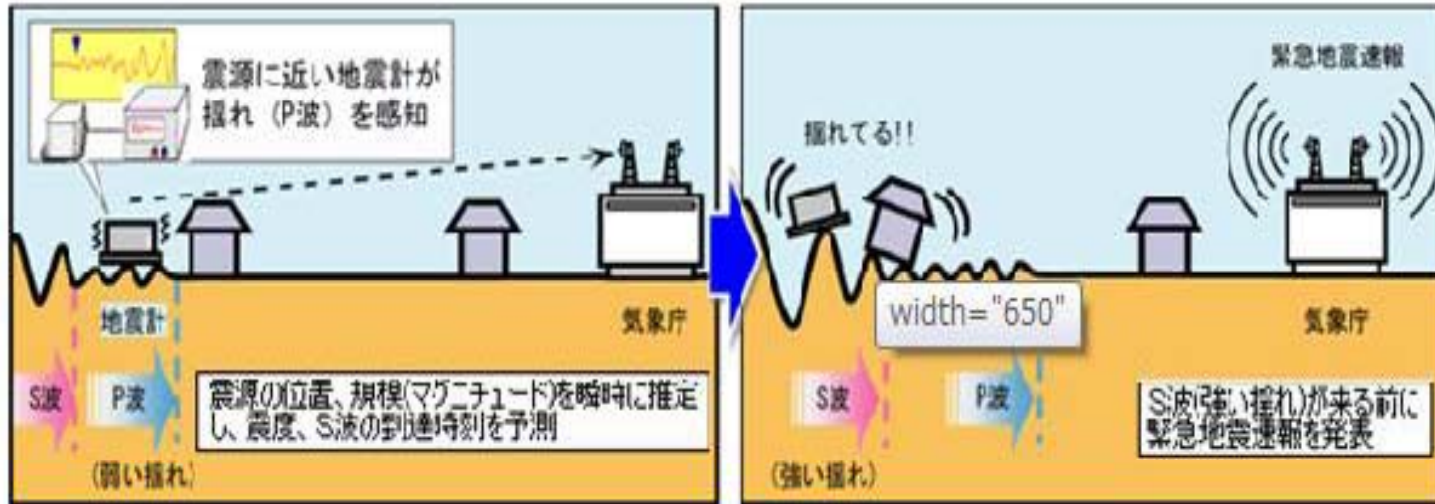 震源に近い地震計が
揺れ（P波）を感知
地震計
気象庁
S波
P波
(弱い揺れ)
震源の位置、規模(マグニチュード)を瞬時に推定
し、震度、S波の到達時刻を予測
緊急地震速報
揺れてる!!
width="650"
気象庁
S波
P波
(強い揺れ)
S波(強い揺れ)が来る前に
緊急地震速報を発表